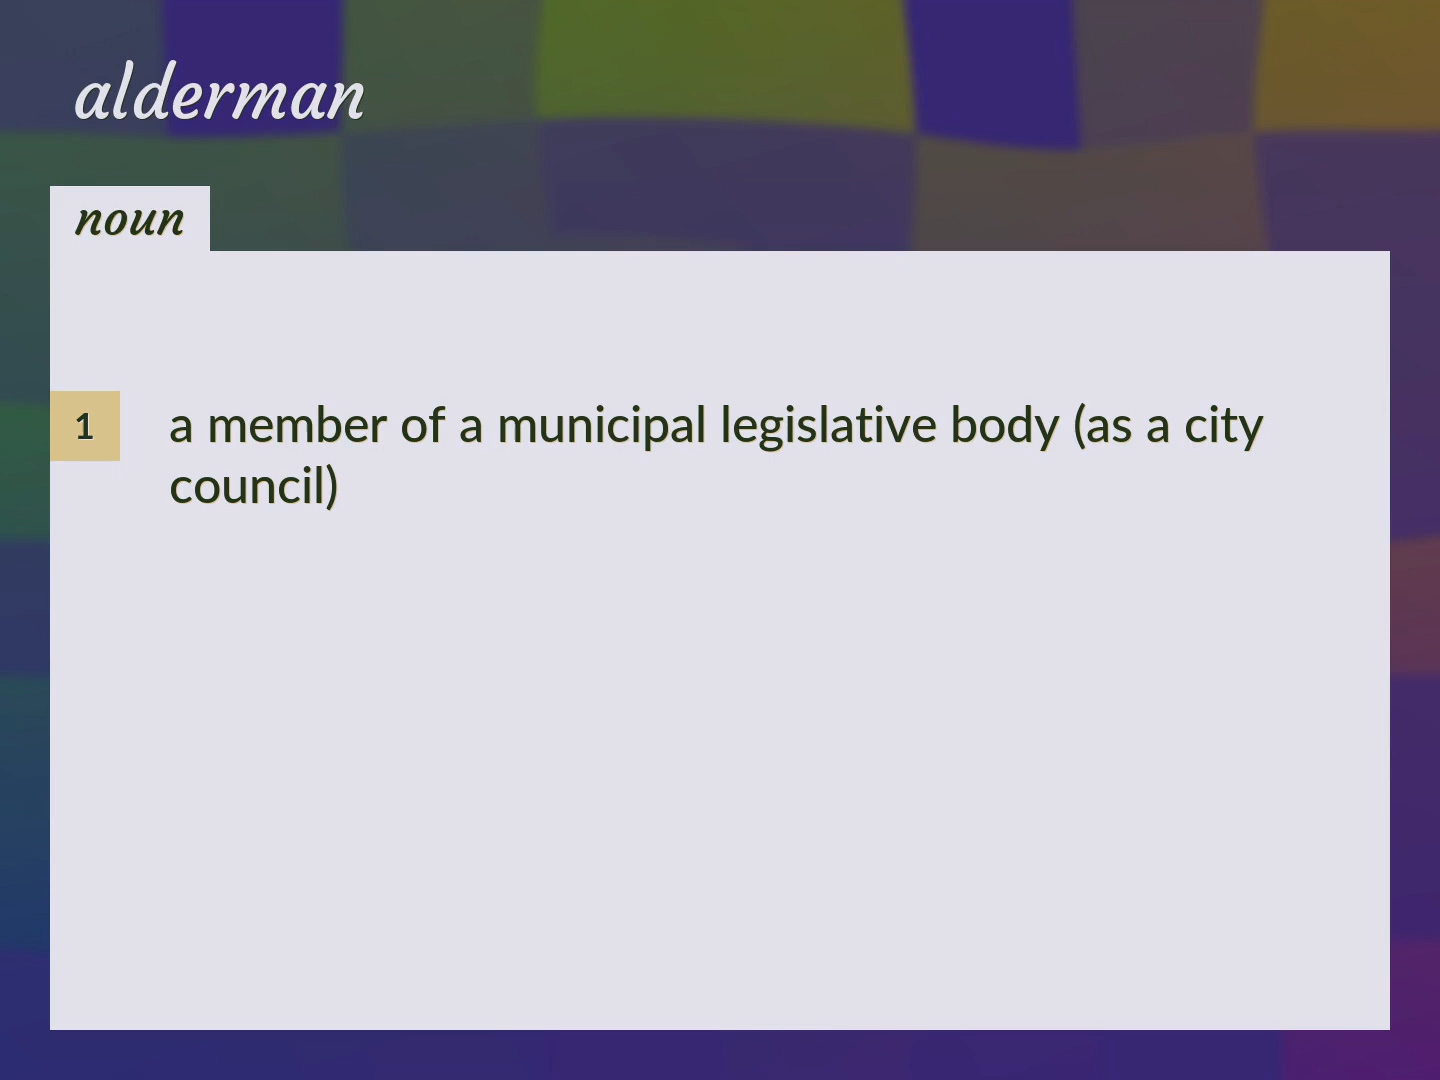 alderman
noun
1 a member of a municipal legislative body (as a city
council)